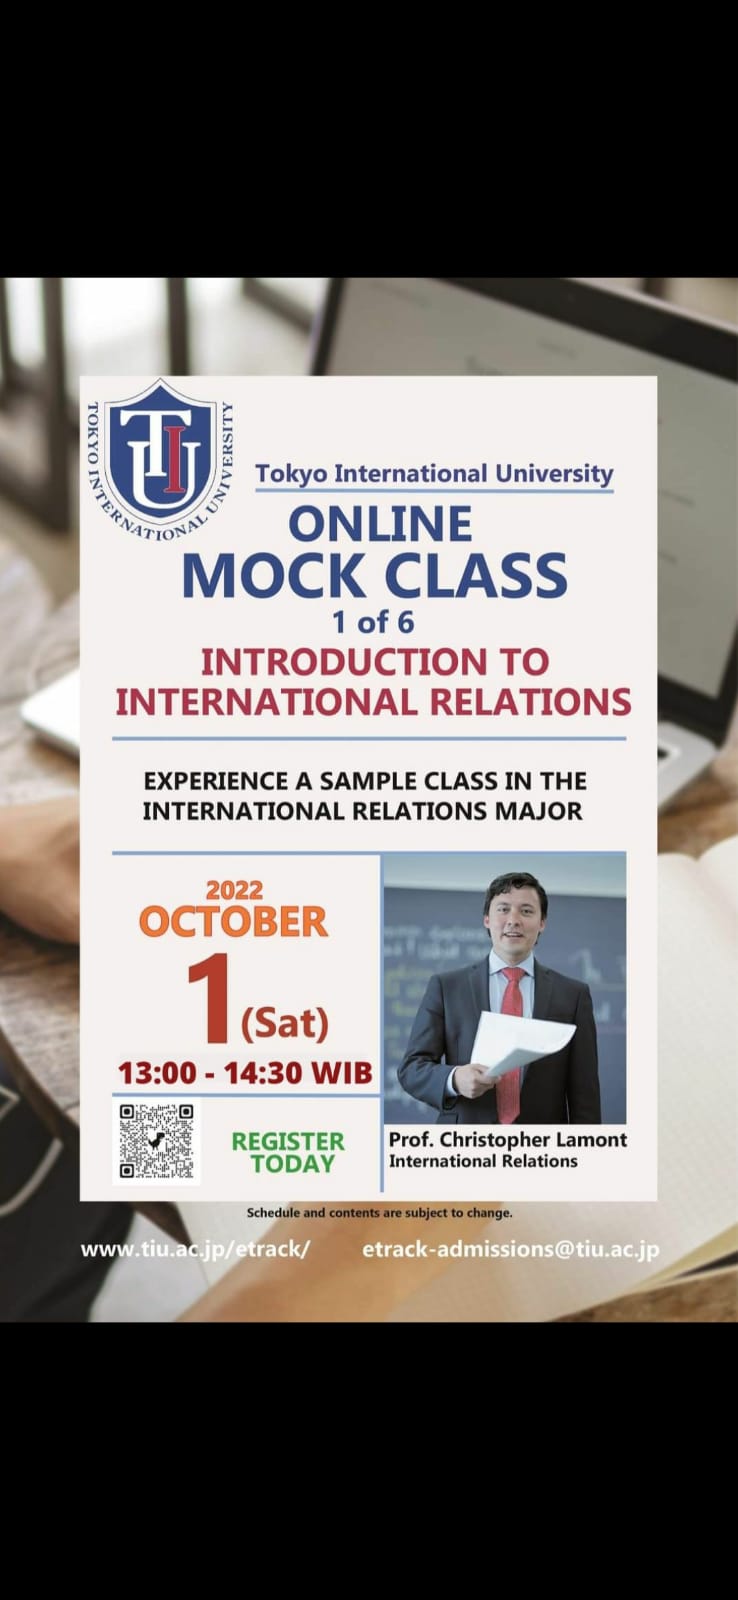 TOKYO INTERNATIONAL UNIVERSITY
TIU
Tokyo International University
ONLINE
MOCK CLASS
1 of 6
INTRODUCTION TO
INTERNATIONAL RELATIONS
EXPERIENCE A SAMPLE CLASS IN THE
INTERNATIONAL RELATIONS MAJOR
2022
OCTOBER
1 (Sat)
13:00 - 14:30 WIB
REGISTER
TODAY
Prof. Christopher Lamont
International Relations
Schedule and contents are subject to change.
www.tiu.ac.jp/etrack/
etrack-admissions@tiu.ac.jp